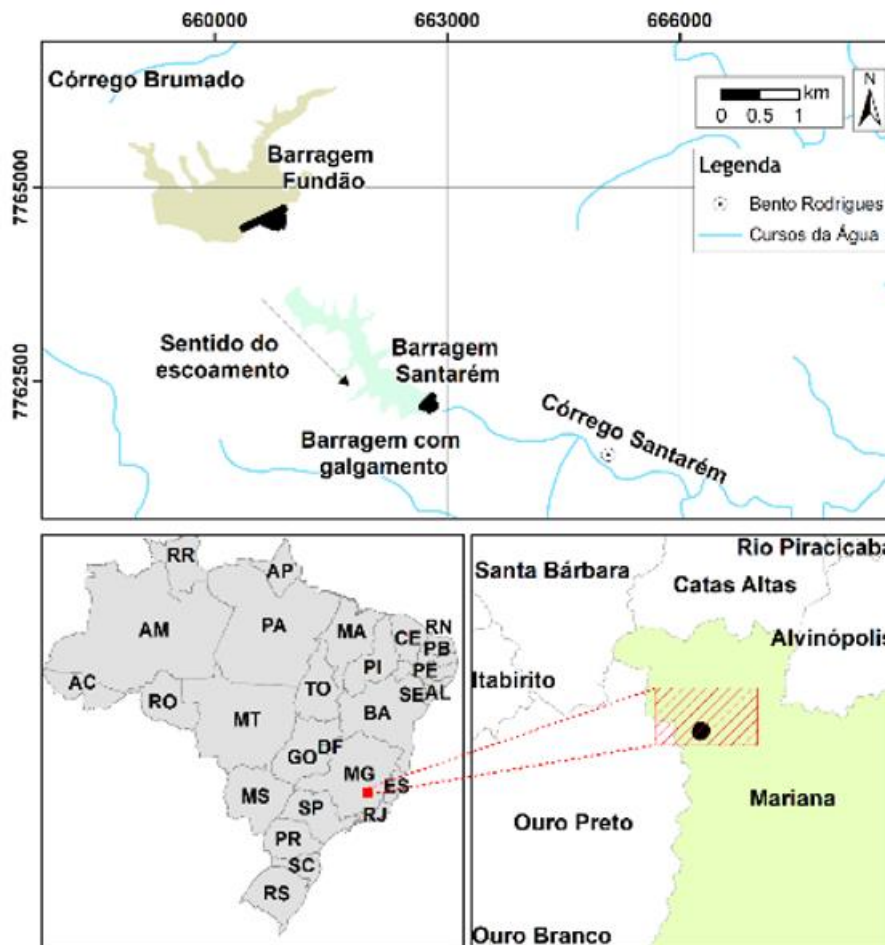 660000
663000
666000
Córrego Brumado
km
0 0.5 1
N
Barragem
Fundão
Legenda
Bento Rodrigues
Cursos da Água
7765000
7762500
Sentido do
escoamento
Barragem
Santarém
Barragem com
galgamento
Córrego Santarém
RR
AP
AM
PA
MA
CE
RN
PB
PE
AL
SE
PI
AC
RO
TO
BA
MT
DF
GO
MG
ES
MS
SP
RJ
PR
SC
RS
Rio Piracicaba
Santa Bárbara
Catas Altas
Alvinópolis
Itabirito
Mariana
Ouro Preto
Ouro Branco